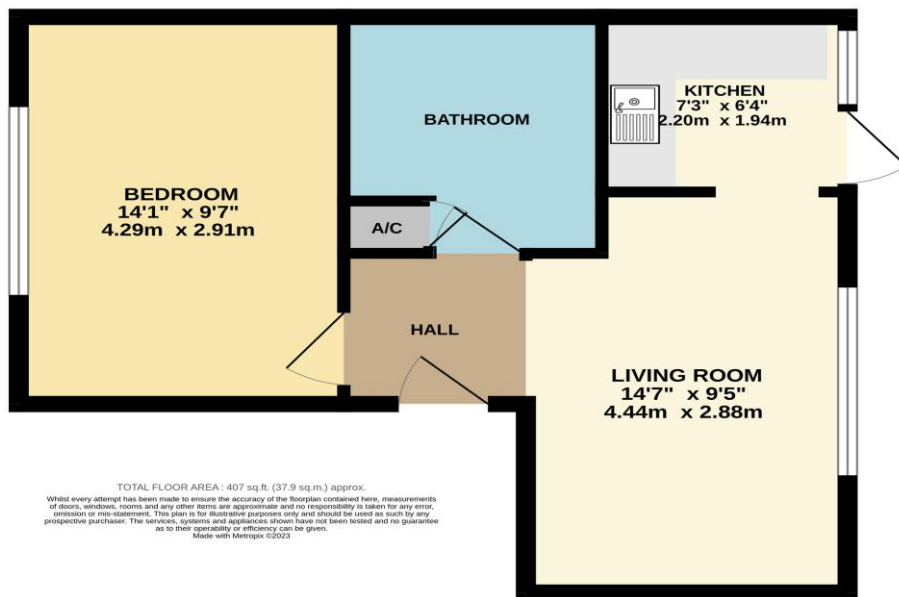 KITCHEN
7'3" x 6'4"
2.20m x 1.94m
BATHROOM
BEDROOM
14'1" x 9'7"
4.29m x 2.91m
A/C
HALL
LIVING ROOM
14'7" x 9'5"
4.44m x 2.88m
TOTAL FLOOR AREA : 407 sq.ft. (37.9 sq.m.) approx.
Whilst every attempt has been made to ensure the accuracy of the floorplan contained here, measurements
of doors, windows, rooms and any other items are approximate and no responsibility is taken for any error,
omission or mis-statement. This plan is for illustrative purposes only and should be used as such by any
prospective purchaser. The services, systems and appliances shown have not been tested and no guarantee
as to their operability or efficiency can be given.
Made with Metropix ©2023